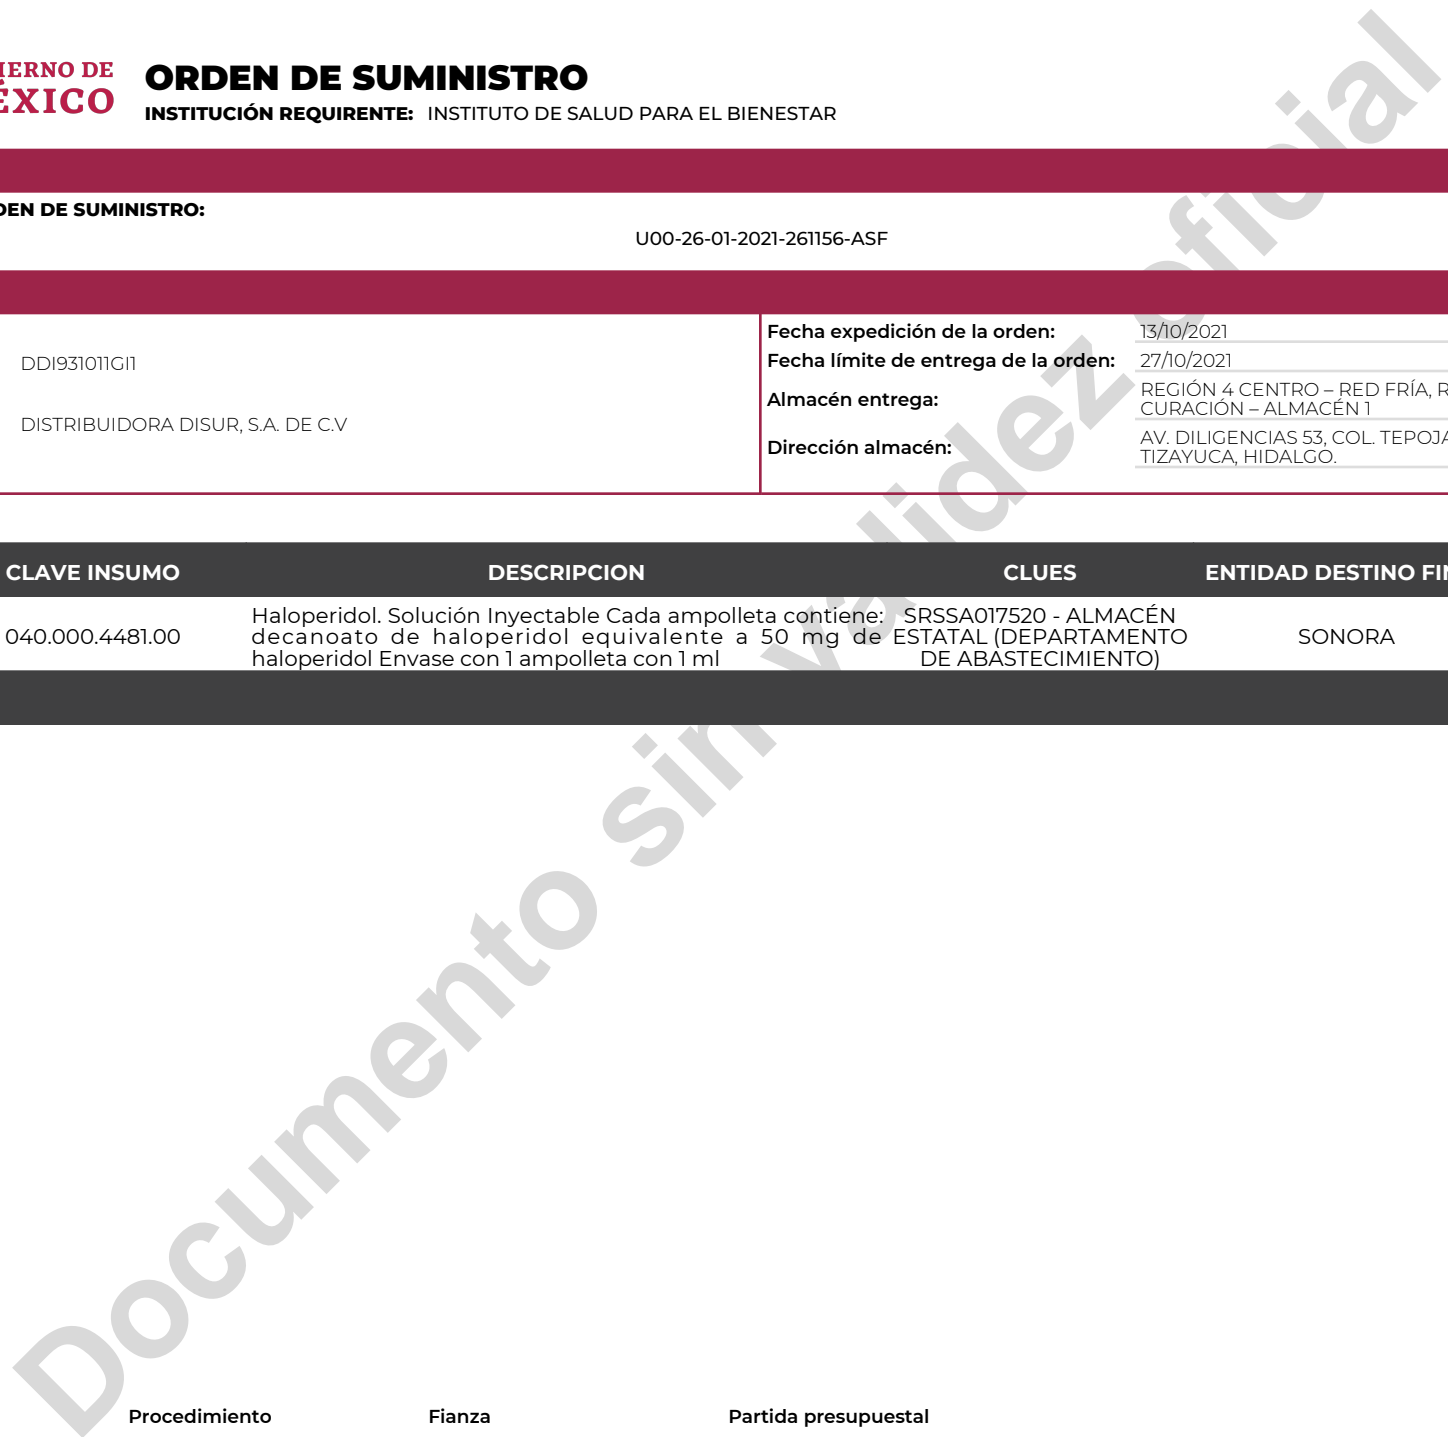 IERNO DE
ÉXICO
ORDEN DE SUMINISTRO
INSTITUCIÓN REQUIRENTE: INSTITUTO DE SALUD PARA EL BIENESTAR
DEN DE SUMINISTRO:
U00-26-01-2021-261156-ASF
DDI931011GI1
DISTRIBUIDORA DISUR, S.A. DE C.V
Fecha expedición de la orden: 13/10/2021
Fecha límite de entrega de la orden: 27/10/2021
Almacén entrega: REGIÓN 4 CENTRO – RED FRÍA, R
CURACIÓN – ALMACÉN 1
Dirección almacén: AV. DILIGENCIAS 53, COL. TEPOJA
TIZAYUCA, HIDALGO.
CLAVE INSUMO DESCRIPCION CLUES ENTIDAD DESTINO FIN
040.000.4481.00
Haloperidol. Solución Inyectable Cada ampolleta contiene:
decanoato de haloperidol equivalente a 50 mg de
haloperidol Envase con 1 ampolleta con 1 ml
SRSSA017520 - ALMACÉN
ESTATAL (DEPARTAMENTO
DE ABASTECIMIENTO)
SONORA
Documento sin validez oficial
Procedimiento Fianza Partida presupuestal